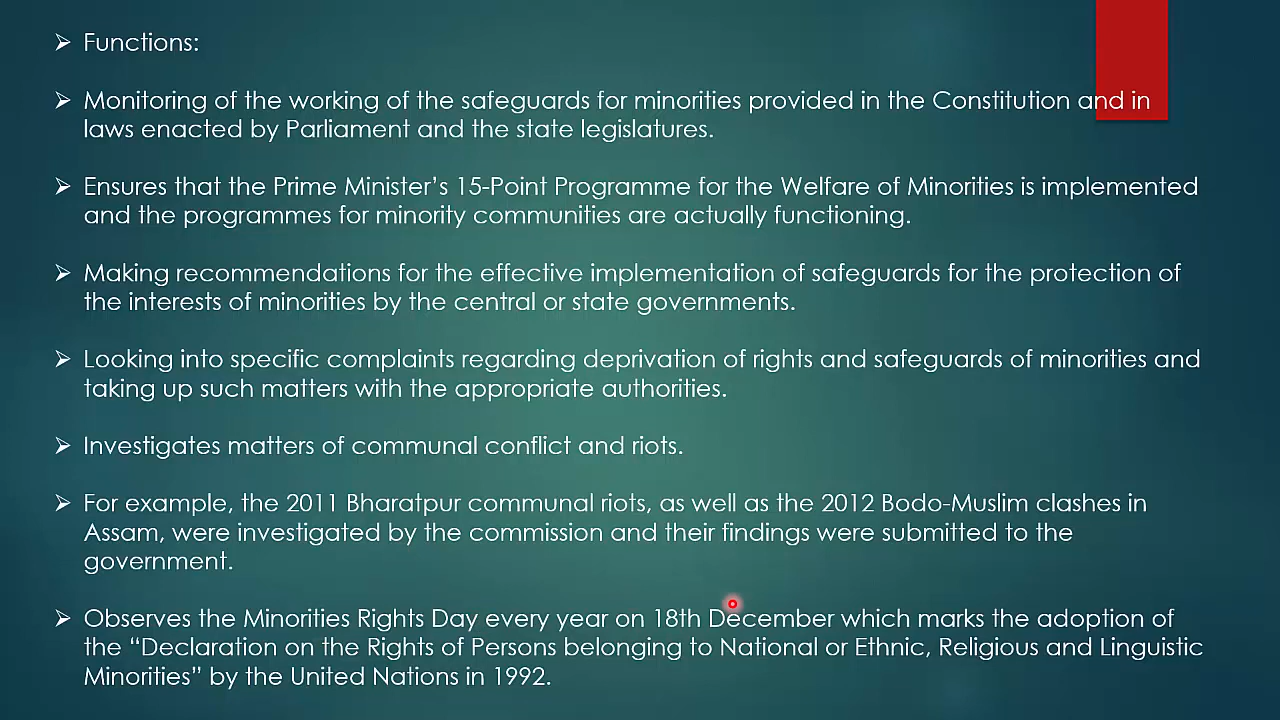 Functions:
Monitoring of the working of the safeguards for minorities provided in the Constitution and in
laws enacted by Parliament and the state legislatures.
Ensures that the Prime Minister’s 15-Point Programme for the Welfare of Minorities is implemented
and the programmes for minority communities are actually functioning.
Making recommendations for the effective implementation of safeguards for the protection of
the interests of minorities by the central or state governments.
Looking into specific complaints regarding deprivation of rights and safeguards of minorities and
taking up such matters with the appropriate authorities.
Investigates matters of communal conflict and riots.
For example, the 2011 Bharatpur communal riots, as well as the 2012 Bodo-Muslim clashes in
Assam, were investigated by the commission and their findings were submitted to the
government.
Observes the Minorities Rights Day every year on 18th December which marks the adoption of
the “Declaration on the Rights of Persons belonging to National or Ethnic, Religious and Linguistic
Minorities” by the United Nations in 1992.